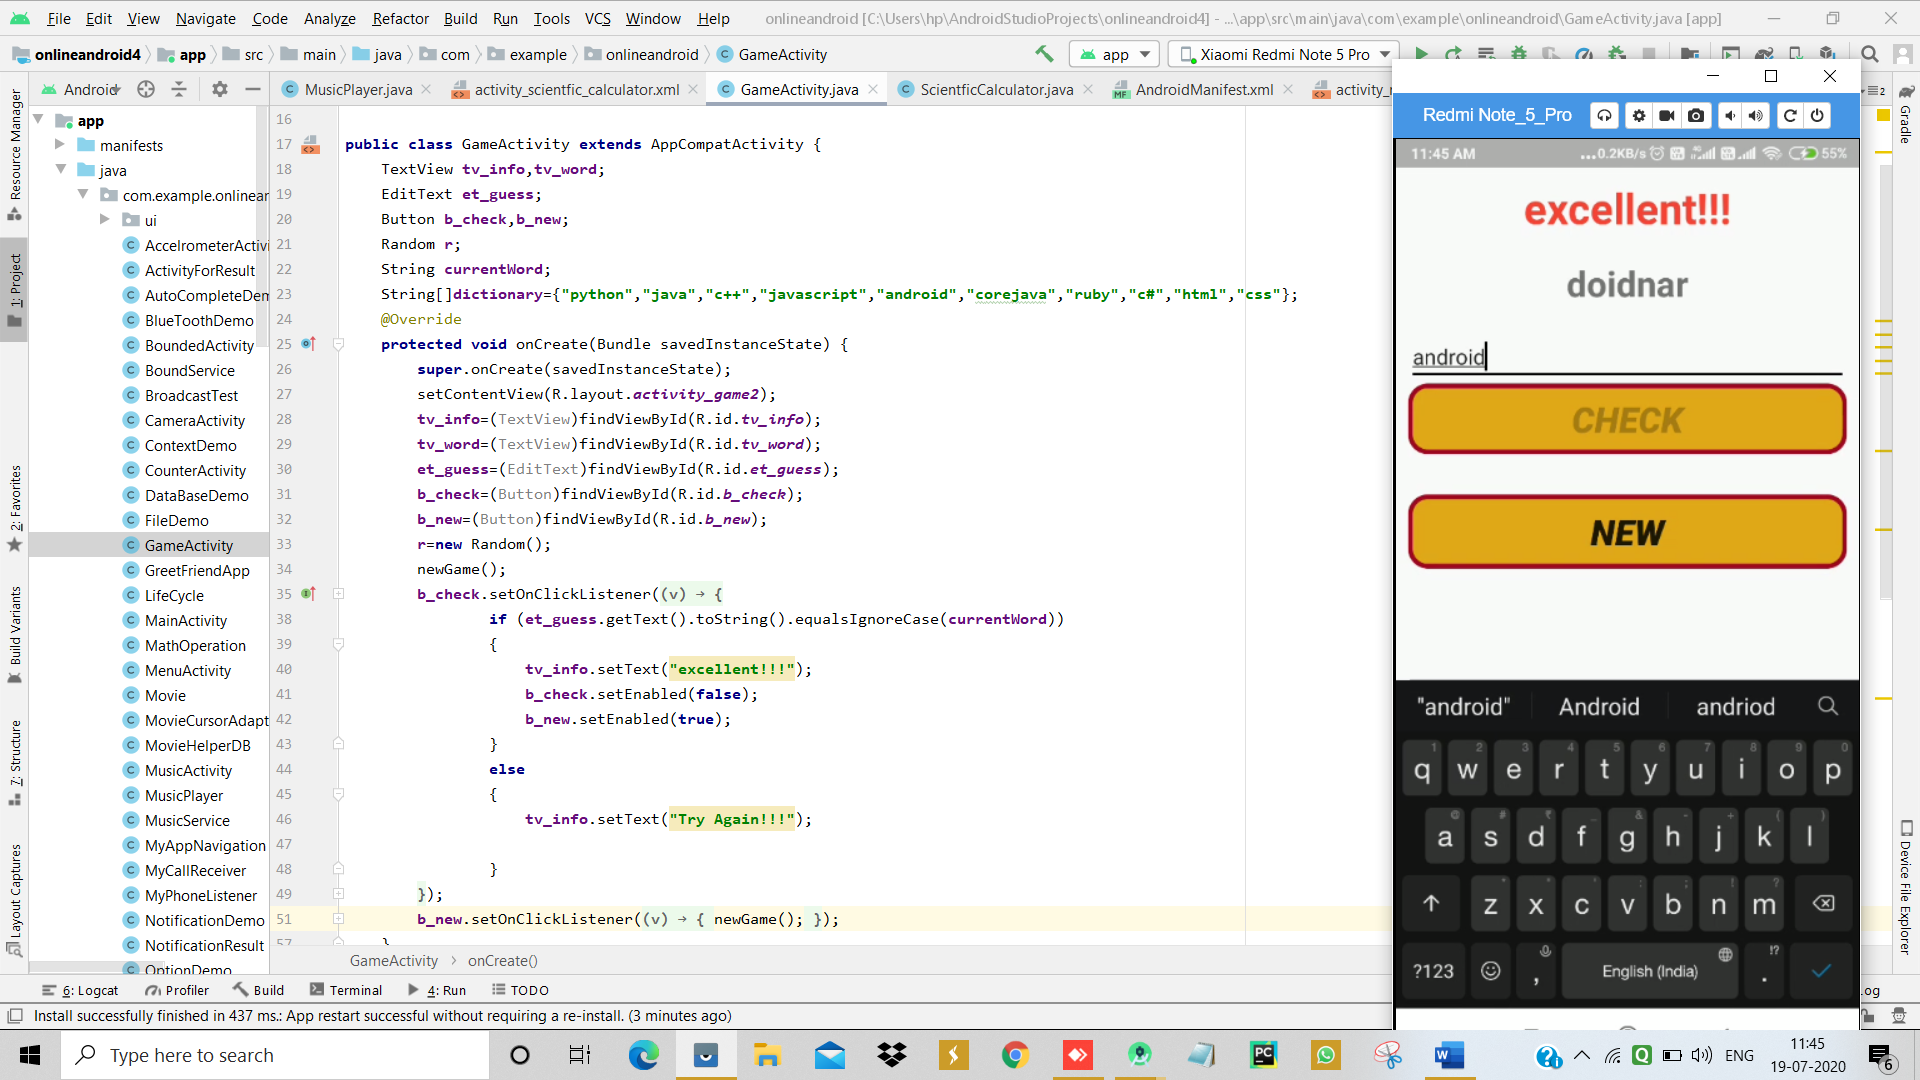 File Edit View Navigate Code Analyze Refactor Build Run Tools VCS Window Help onlineandroid [C:\Users\hp\AndroidStudioProjects\onlineandroid4] - ...\app\src\main\java\com\example\onlineandroid\GameActivity.java [app]
onlineandroid4 app src main java com example onlineandroid GameActivity app Xiaomi Redmi Note 5 Pro
Android MusicPlayer.java activity_scientfic_calculator.xml GameActivity.java ScientficCalculator.java AndroidManifest.xml
Resource Manager
1: Project
2: Favorites
Build Variants
7: Structure
Layout Captures
app
manifests
java
ui
ActivityForResult
BlueToothDemo
BoundedActivity
BoundService
BroadcastTest
CameraActivity
ContextDemo
CounterActivity
DataBaseDemo
FileDemo
GameActivity
GreetFriendApp
LifeCycle
MainActivity
MathOperation
MenuActivity
Movie
MovieCursorAdapt
MovieHelperDB
MusicActivity
MusicPlayer
MusicService
MyAppNavigation
MyCallReceiver
MyPhoneListener
NotificationDemo
NotificationResult
OptionDemo
16
17 public class GameActivity extends AppCompatActivity {
18 TextView tv_info,tv_word;
19 EditText et_guess;
20 Button b_check,b_new;
21 Random r;
22 String currentWord;
23 String[]dictionary={"python","java","c++","javascript","android","corejava","ruby","c#","html","css"};
24 @Override
25 protected void onCreate(Bundle savedInstanceState) {
26 super.onCreate(savedInstanceState);
27 setContentView(R.layout.activity_game2);
28 tv_info=(TextView)findViewById(R.id.tv_info);
29 tv_word=(TextView)findViewById(R.id.tv_word);
30 et_guess=(EditText)findViewById(R.id.et_guess);
31 b_check=(Button)findViewById(R.id.b_check);
32 b_new=(Button)findViewById(R.id.b_new);
33 r=new Random();
34 newGame();
35 b_check.setOnClickListener((v) → {
38 if (et_guess.getText().toString().equalsIgnoreCase(currentWord))
39 {
40 tv_info.setText("excellent!!!");
41 b_check.setEnabled(false);
42 b_new.setEnabled(true);
43 }
44 else
45 {
46 tv_info.setText("Try Again!!!");
47
48 }
49 });
51 b_new.setOnClickListener((v) → { newGame(); });
57 }
GameActivity › onCreate()
Redmi Note_5_Pro
11:45 AM ...0.2KB/s 55%
excellent!!!
doidnar
android
CHECK
NEW
"android" Android andriod
1 2 3 4 5 6 7 8 9 0
q w e r t y u i o p
a s d f g h j k l
z x c v b n m
?123 , English (India) !? .
Gradle
Device File Explorer
6: Logcat Profiler Build Terminal 4: Run TODO
Install successfully finished in 437 ms.: App restart successful without requiring a re-install. (3 minutes ago)
Type here to search ENG 11:45
19-07-2020 6